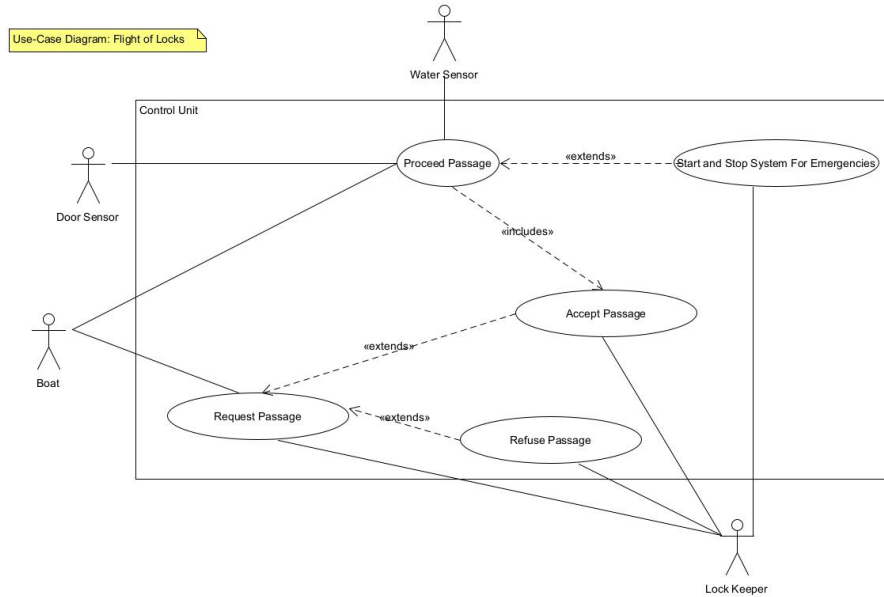 Use-Case Diagram: Flight of Locks
Water Sensor
Control Unit
Proceed Passage
«extends»
Start and Stop System For Emergencies
Door Sensor
«includes»
Accept Passage
«extends»
Boat
Request Passage
«extends»
Refuse Passage
Lock Keeper